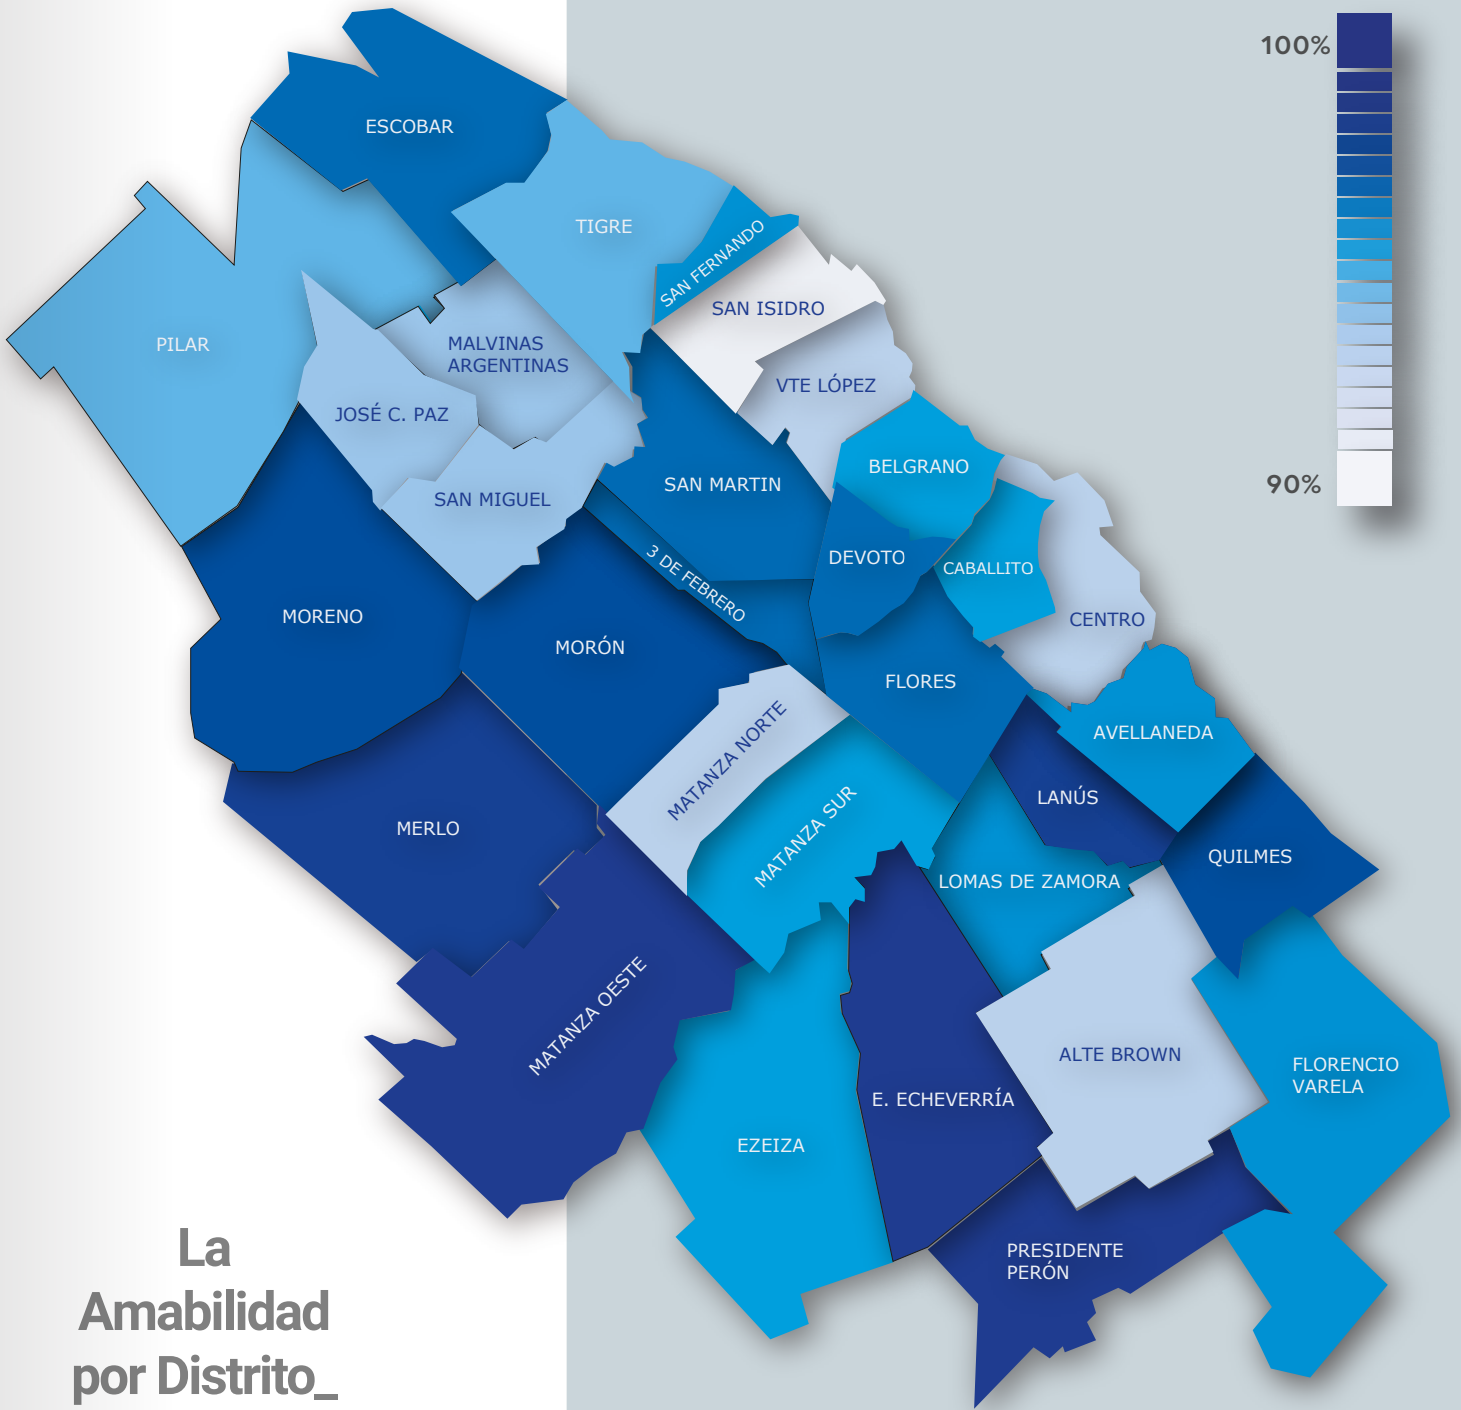 100%
90%
ESCOBAR
TIGRE
SAN FERNANDO
SAN ISIDRO
PILAR
MALVINAS
ARGENTINAS
VTE LÓPEZ
JOSÉ C. PAZ
BELGRANO
SAN MARTIN
SAN MIGUEL
DEVOTO
CABALLITO
3 DE FEBRERO
MORENO
CENTRO
MORÓN
FLORES
AVELLANEDA
MATANZA NORTE
LANÚS
MERLO
MATANZA SUR
QUILMES
LOMAS DE ZAMORA
MATANZA OESTE
ALTE BROWN
FLORENCIO
VARELA
E. ECHEVERRÍA
EZEIZA
PRESIDENTE
PERÓN
La
Amabilidad
por Distrito_